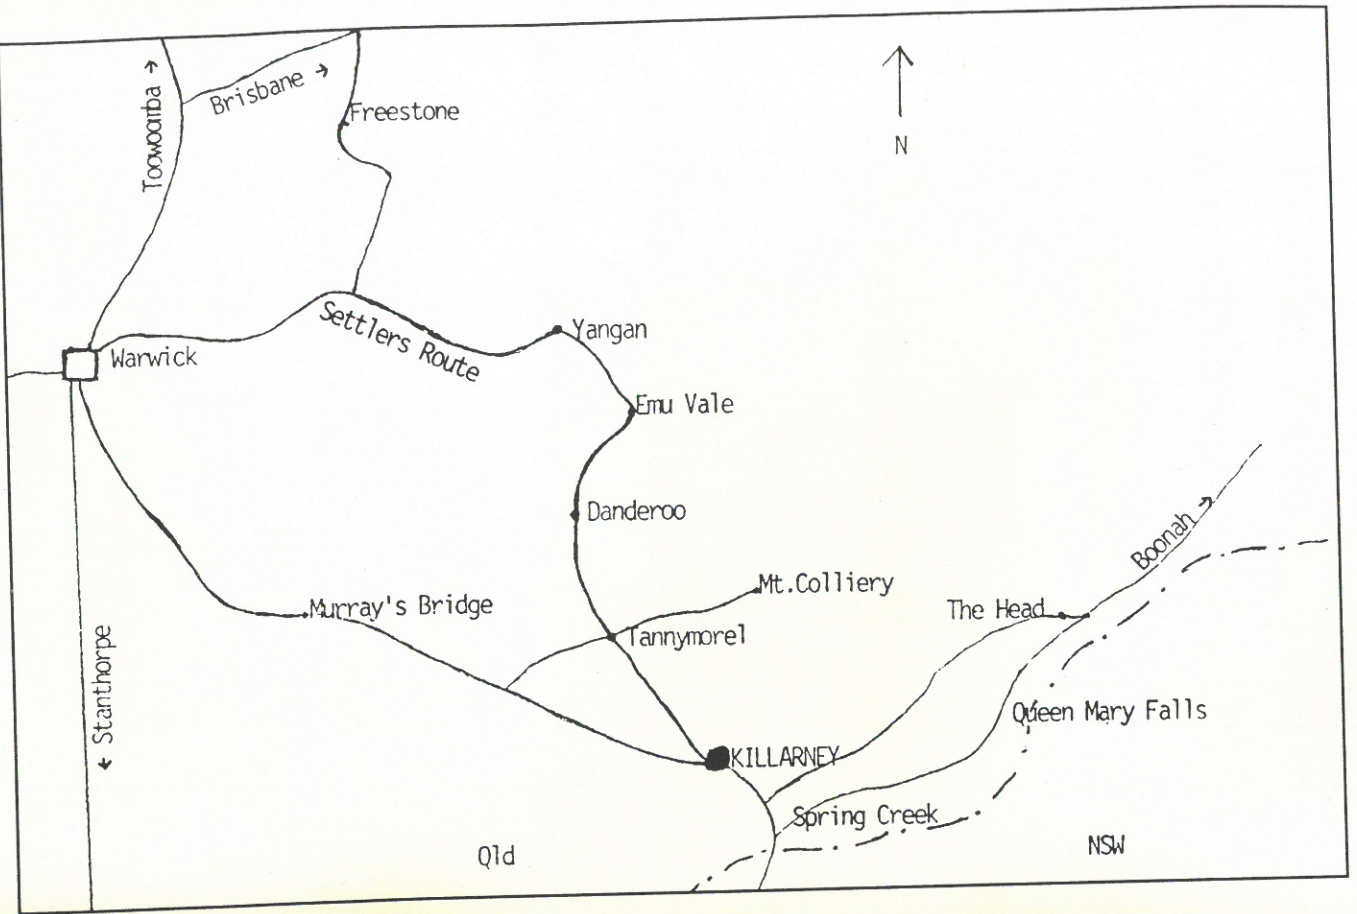 Toowoomba →
Brisbane →
Freestone
N
Settlers Route
Yangan
Warwick
Emu Vale
Danderoo
Boonah →
Mt.Colliery
Murray's Bridge
The Head
Tannymorel
← Stanthorpe
Queen Mary Falls
KILLARNEY
Spring Creek
Qld
NSW